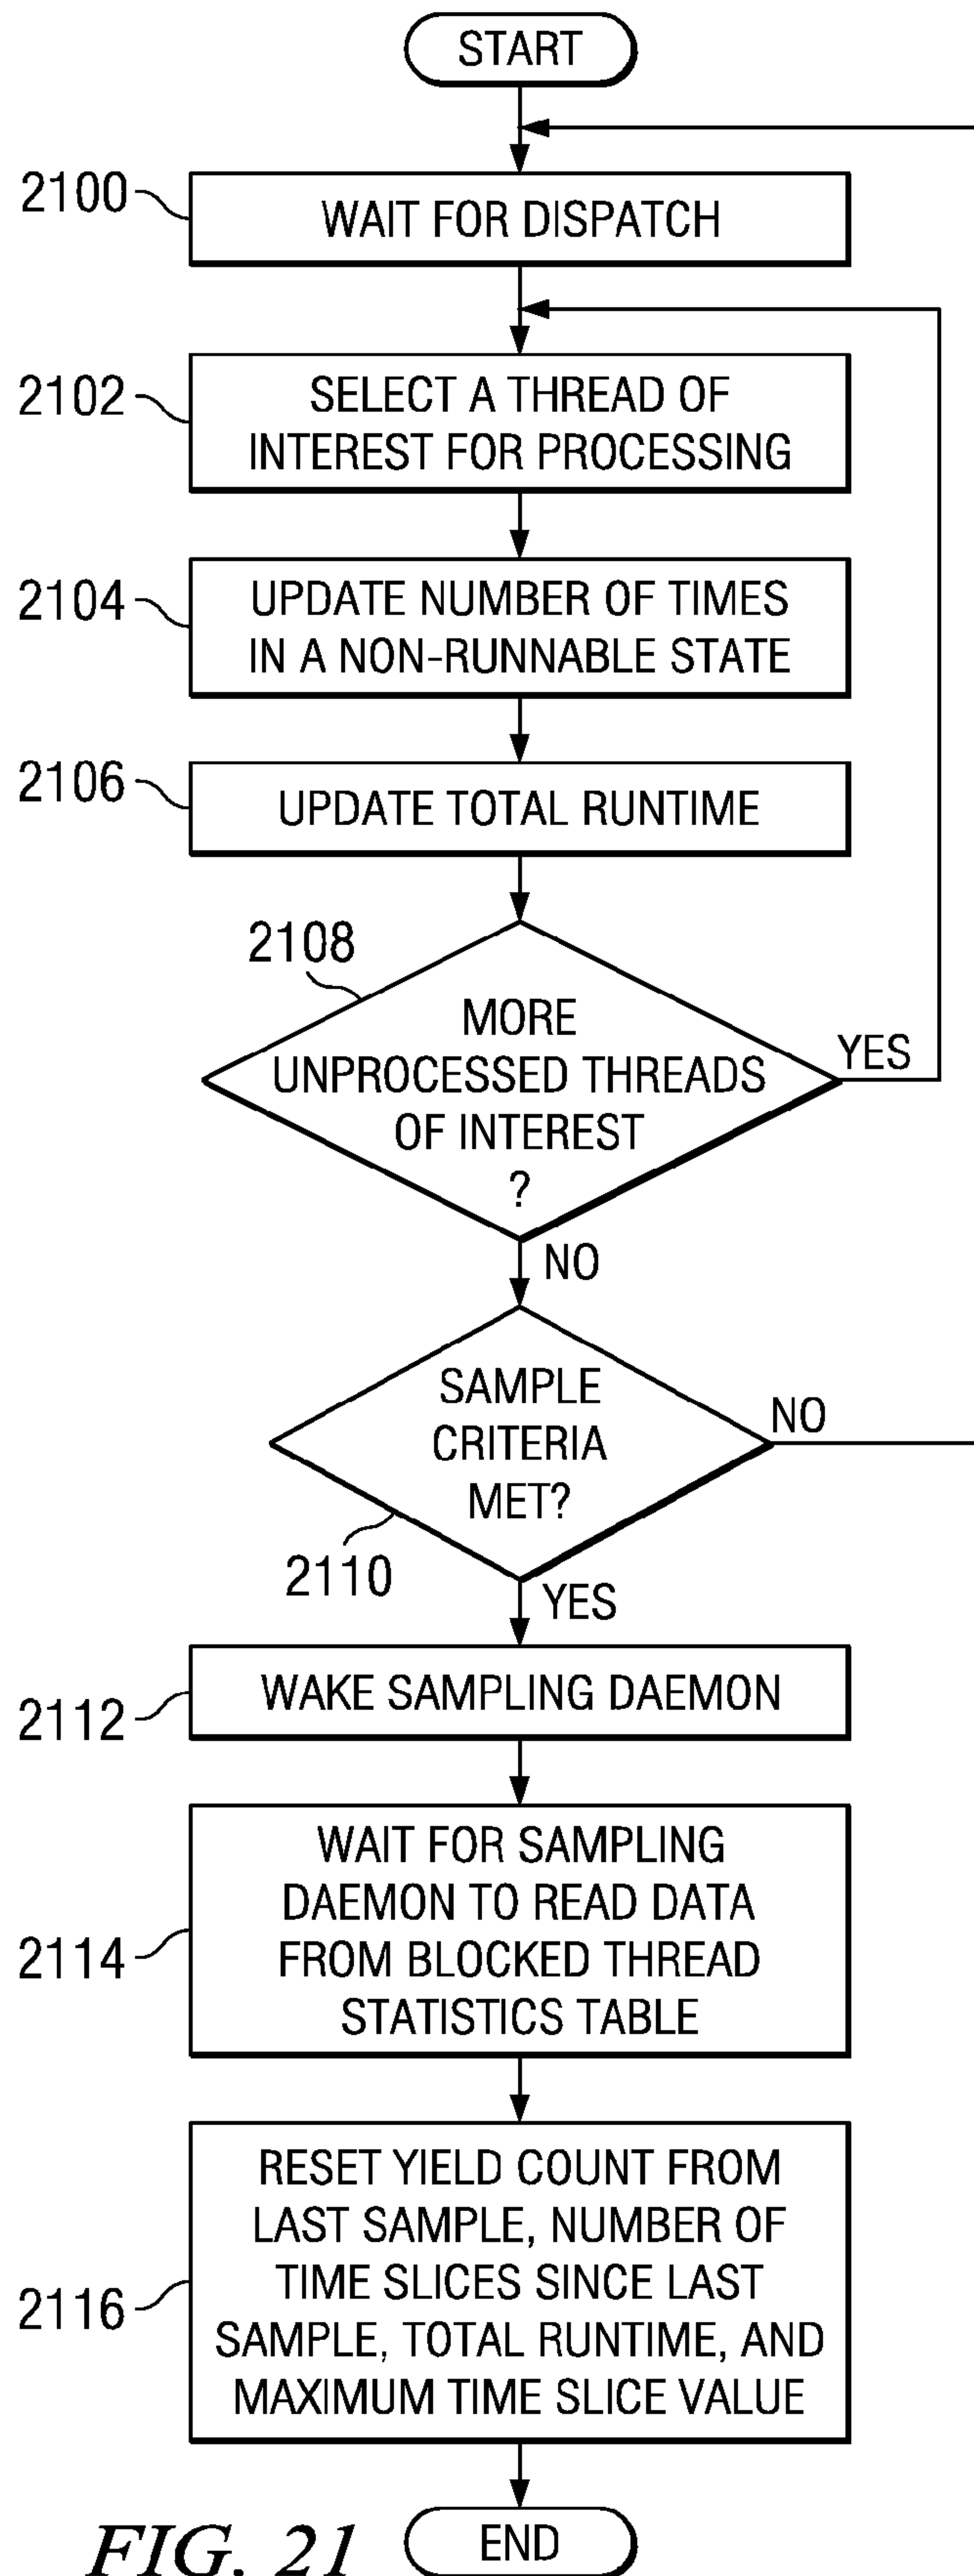 START
2100
WAIT FOR DISPATCH
2102
SELECT A THREAD OF
INTEREST FOR PROCESSING
2104
UPDATE NUMBER OF TIMES
IN A NON-RUNNABLE STATE
2106
UPDATE TOTAL RUNTIME
2108
MORE
UNPROCESSED THREADS
OF INTEREST
?
YES
NO
SAMPLE
CRITERIA
MET?
NO
2110
YES
2112
WAKE SAMPLING DAEMON
2114
WAIT FOR SAMPLING
DAEMON TO READ DATA
FROM BLOCKED THREAD
STATISTICS TABLE
2116
RESET YIELD COUNT FROM
LAST SAMPLE, NUMBER OF
TIME SLICES SINCE LAST
SAMPLE, TOTAL RUNTIME, AND
MAXIMUM TIME SLICE VALUE
END
FIG. 21